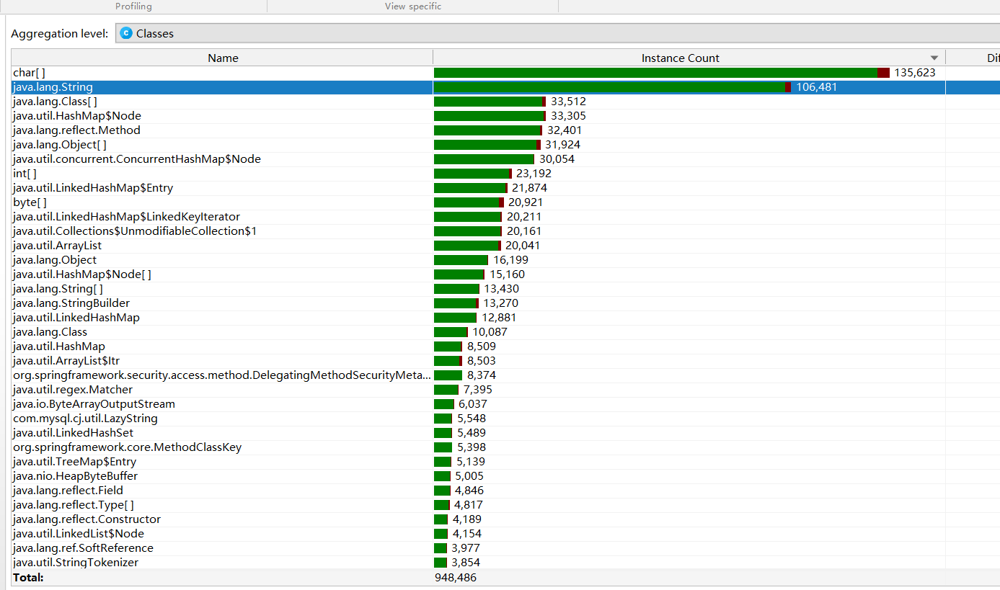 Profiling View specific
Aggregation level: C Classes
Name Instance Count Dif
char[ ] 135,623
java.lang.String 106,481
java.lang.Class[ ] 33,512
java.util.HashMap$Node 33,305
java.lang.reflect.Method 32,401
java.lang.Object[ ] 31,924
java.util.concurrent.ConcurrentHashMap$Node 30,054
int[ ] 23,192
java.util.LinkedHashMap$Entry 21,874
byte[ ] 20,921
java.util.LinkedHashMap$LinkedKeyIterator 20,211
java.util.Collections$UnmodifiableCollection$1 20,161
java.util.ArrayList 20,041
java.lang.Object 16,199
java.util.HashMap$Node[ ] 15,160
java.lang.String[ ] 13,430
java.lang.StringBuilder 13,270
java.util.LinkedHashMap 12,881
java.lang.Class 10,087
java.util.HashMap 8,509
java.util.ArrayList$Itr 8,503
org.springframework.security.access.method.DelegatingMethodSecurityMeta... 8,374
java.util.regex.Matcher 7,395
java.io.ByteArrayOutputStream 6,037
com.mysql.cj.util.LazyString 5,548
java.util.LinkedHashSet 5,489
org.springframework.core.MethodClassKey 5,398
java.util.TreeMap$Entry 5,139
java.nio.HeapByteBuffer 5,005
java.lang.reflect.Field 4,846
java.lang.reflect.Type[ ] 4,817
java.lang.reflect.Constructor 4,189
java.util.LinkedList$Node 4,154
java.lang.ref.SoftReference 3,977
java.util.StringTokenizer 3,854
Total: 948,486